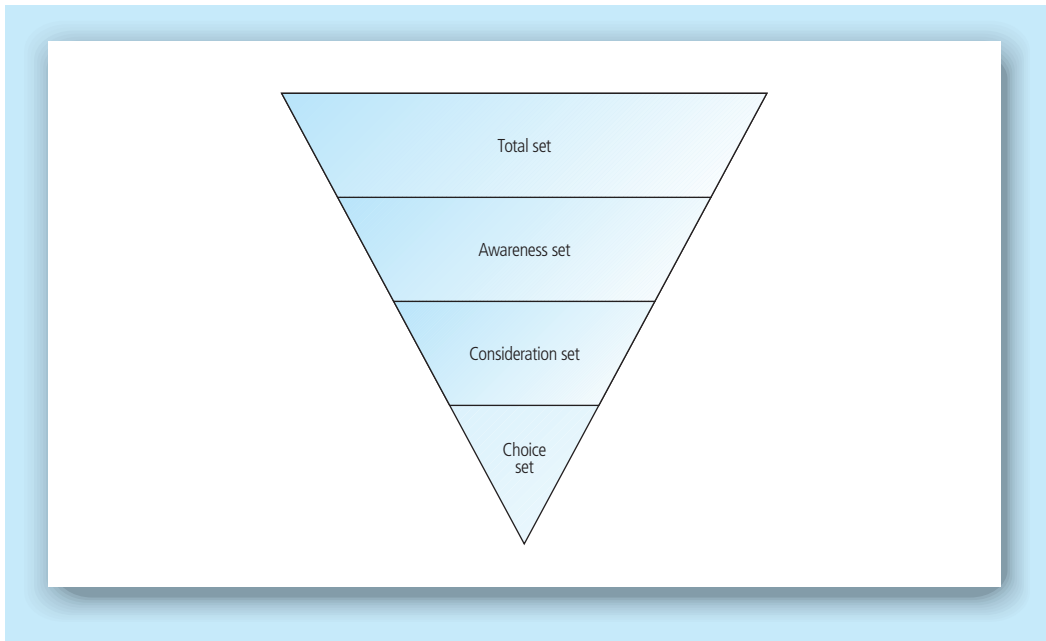 Total set
Awareness set
Consideration set
Choice
set